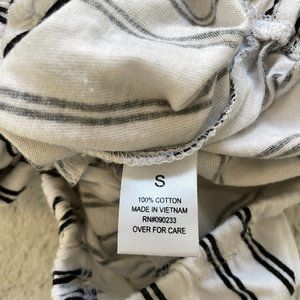 S
100% COTTON
MADE IN VIETNAM
RN#090233
OVER FOR CARE